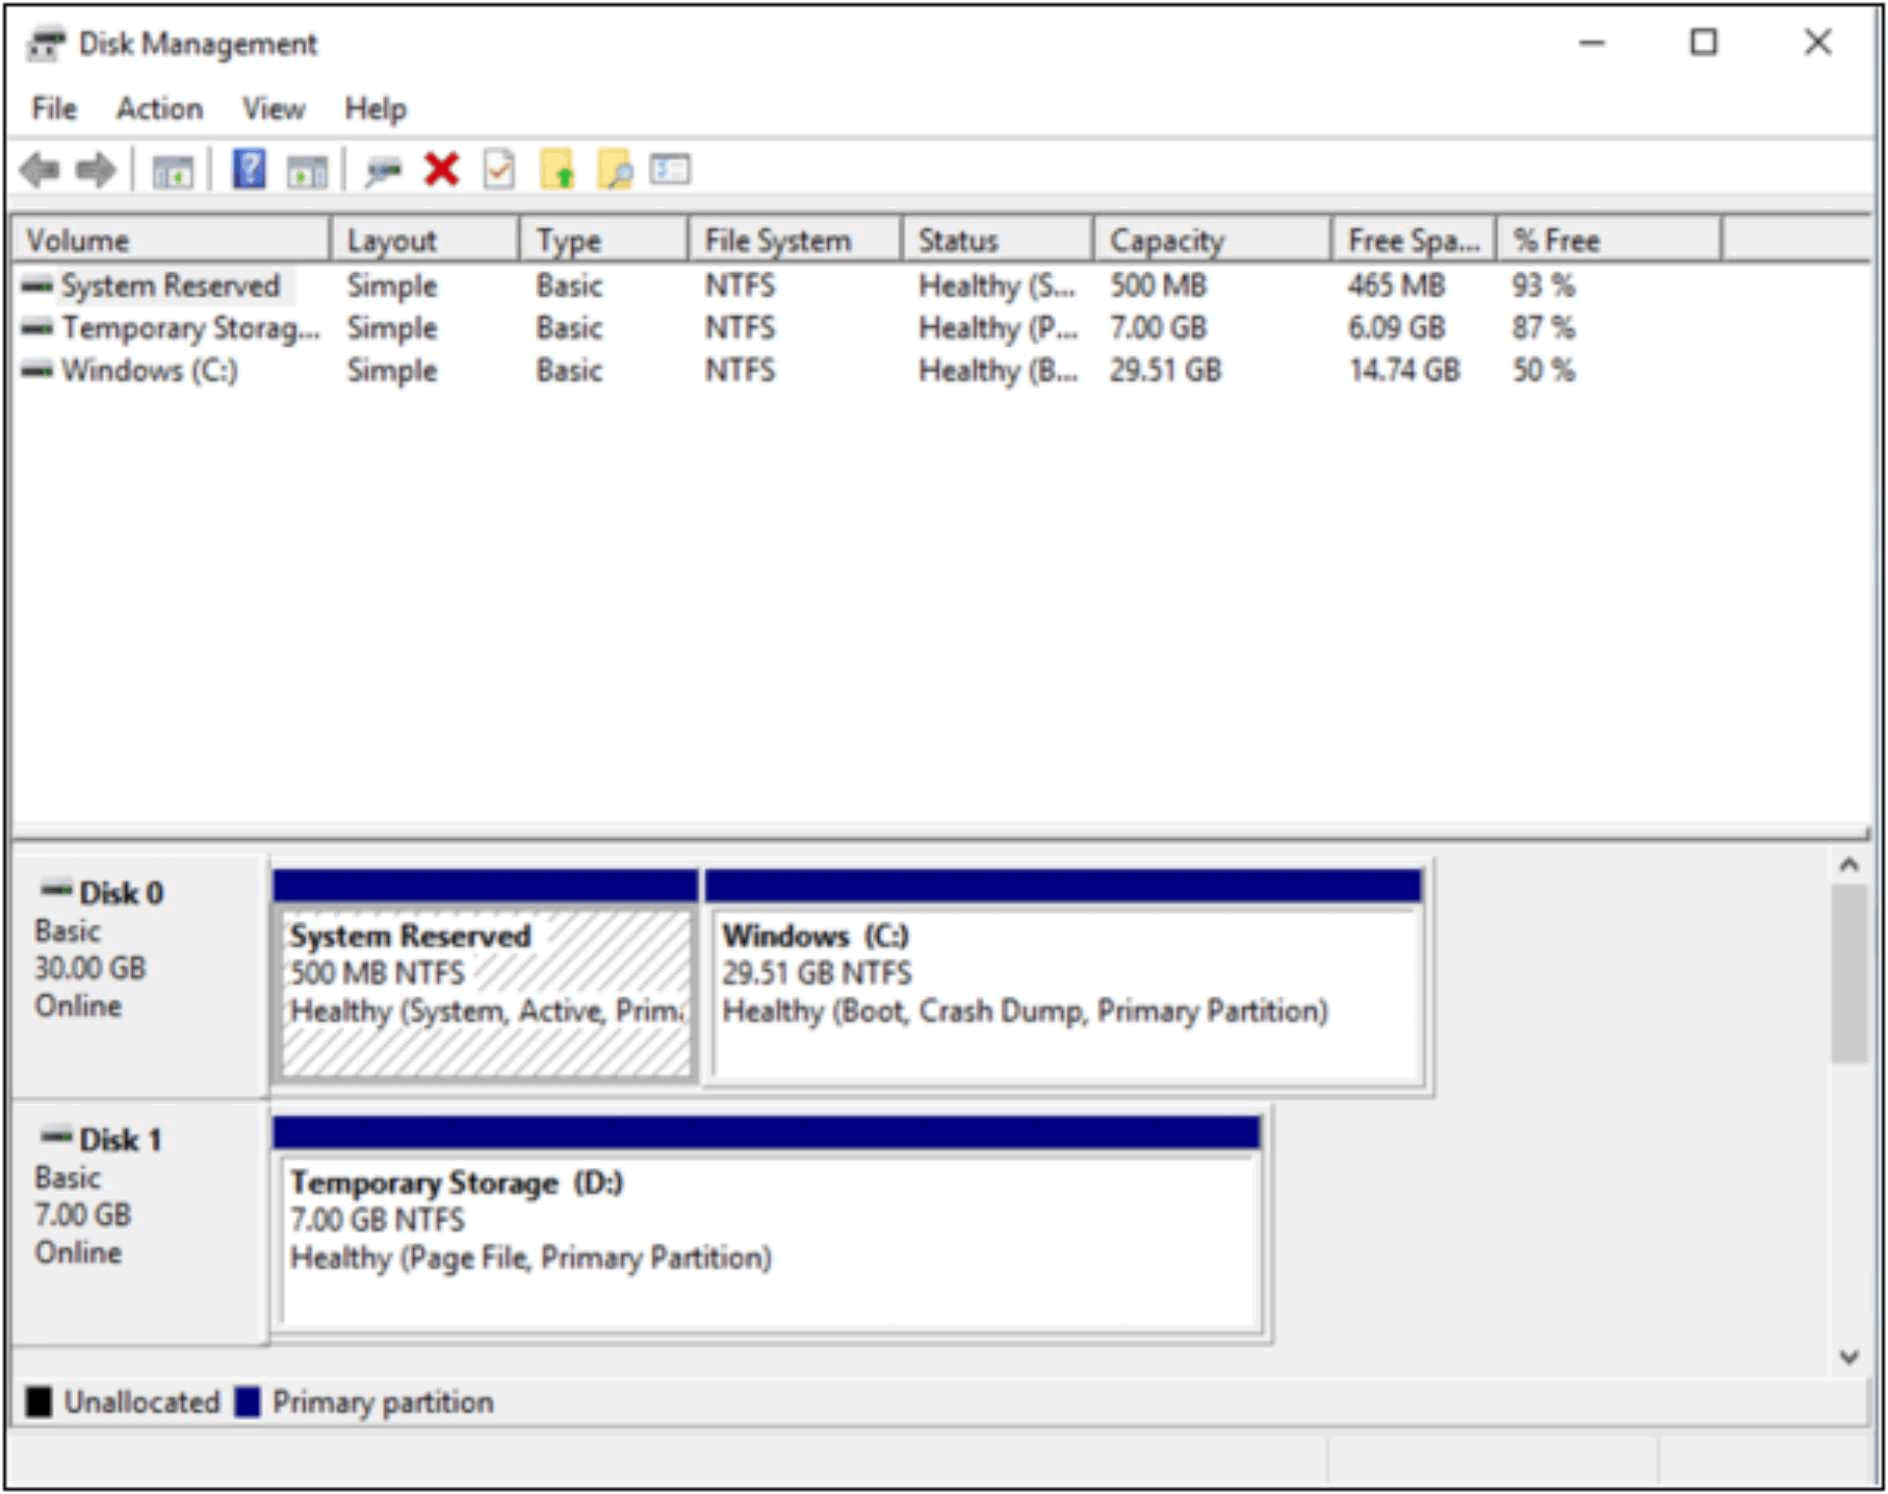 Disk Management
File Action View Help
Volume Layout Type File System Status Capacity Free Spa... % Free
System Reserved Simple Basic NTFS Healthy (S... 500 MB 465 MB 93 %
Temporary Storag... Simple Basic NTFS Healthy (P... 7.00 GB 6.09 GB 87 %
Windows (C:) Simple Basic NTFS Healthy (B... 29.51 GB 14.74 GB 50 %
Disk 0
Basic
30.00 GB
Online
System Reserved
500 MB NTFS
Healthy (System, Active, Prima
Windows (C:)
29.51 GB NTFS
Healthy (Boot, Crash Dump, Primary Partition)
Disk 1
Basic
7.00 GB
Online
Temporary Storage (D:)
7.00 GB NTFS
Healthy (Page File, Primary Partition)
Unallocated Primary partition